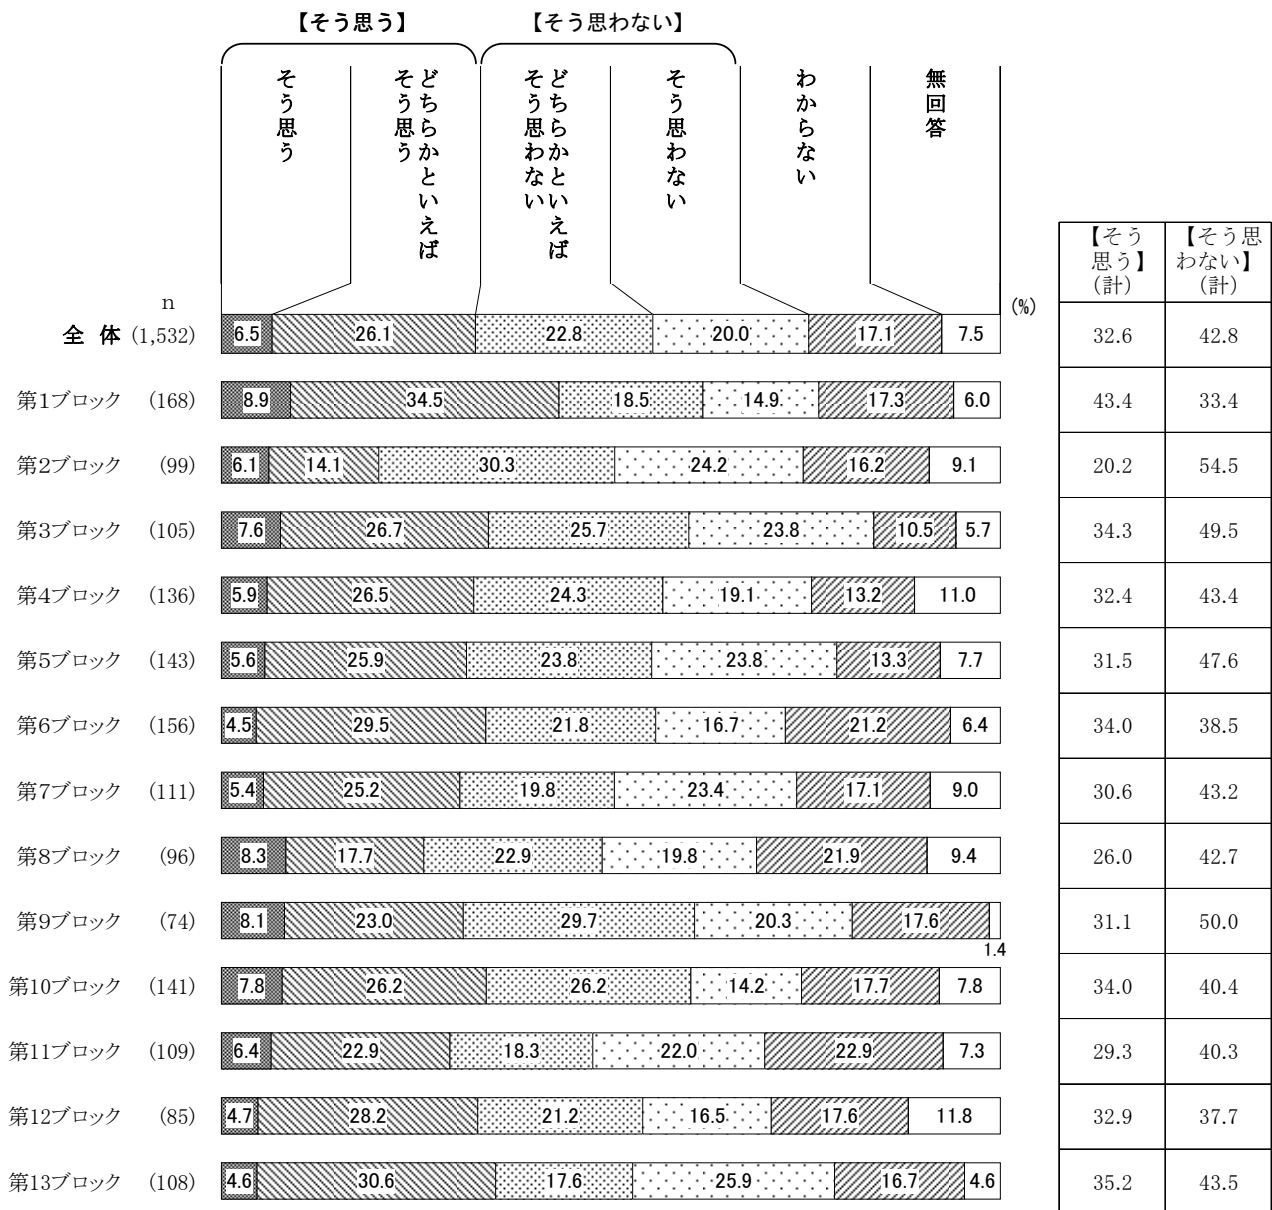 【そう思う】 【そう思わない】
そう思う
どちらかといえば
そう思う
どちらかといえば
そう思わない
そう思わない
わからない
無回答
【そう
思う】
(計)
【そう思
わない】
(計)
n
(%)
全 体 (1,532) 6.5 26.1 22.8 20.0 17.1 7.5 32.6 42.8
第1ブロック (168) 8.9 34.5 18.5 14.9 17.3 6.0 43.4 33.4
第2ブロック (99) 6.1 14.1 30.3 24.2 16.2 9.1 20.2 54.5
第3ブロック (105) 7.6 26.7 25.7 23.8 10.5 5.7 34.3 49.5
第4ブロック (136) 5.9 26.5 24.3 19.1 13.2 11.0 32.4 43.4
第5ブロック (143) 5.6 25.9 23.8 23.8 13.3 7.7 31.5 47.6
第6ブロック (156) 4.5 29.5 21.8 16.7 21.2 6.4 34.0 38.5
第7ブロック (111) 5.4 25.2 19.8 23.4 17.1 9.0 30.6 43.2
第8ブロック (96) 8.3 17.7 22.9 19.8 21.9 9.4 26.0 42.7
第9ブロック (74) 8.1 23.0 29.7 20.3 17.6 1.4 31.1 50.0
第10ブロック (141) 7.8 26.2 26.2 14.2 17.7 7.8 34.0 40.4
第11ブロック (109) 6.4 22.9 18.3 22.0 22.9 7.3 29.3 40.3
第12ブロック (85) 4.7 28.2 21.2 16.5 17.6 11.8 32.9 37.7
第13ブロック (108) 4.6 30.6 17.6 25.9 16.7 4.6 35.2 43.5